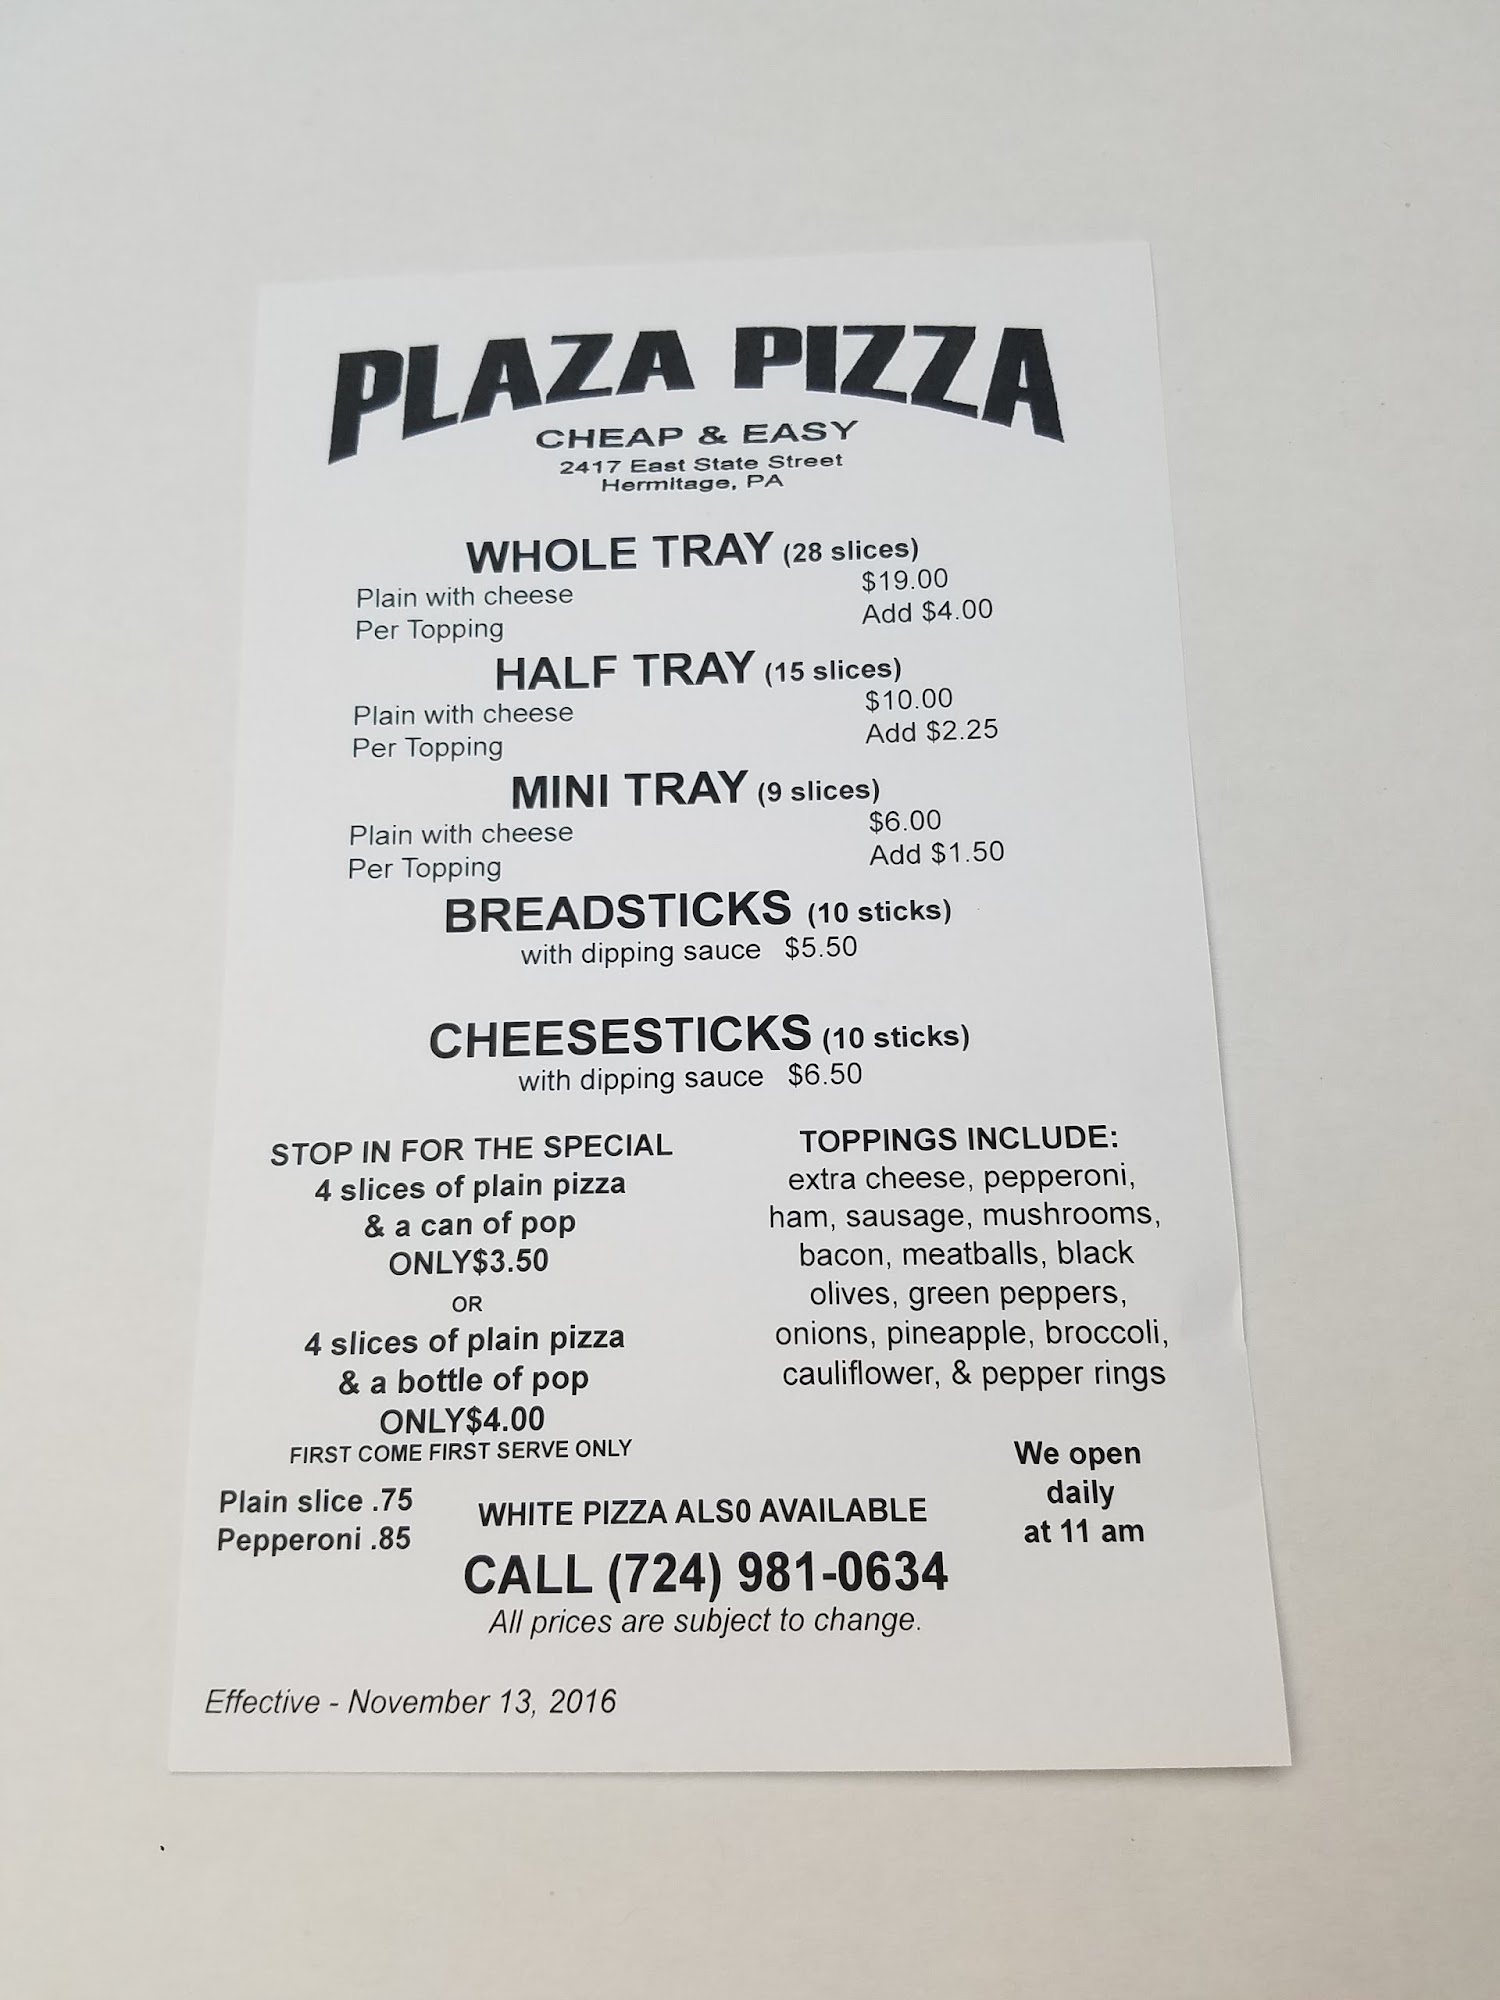 PLAZA PIZZA
CHEAP & EASY
2417 East State Street
Hermitage, PA
WHOLE TRAY (28 slices)
Plain with cheese $19.00
Per Topping Add $4.00
HALF TRAY (15 slices)
Plain with cheese $10.00
Per Topping Add $2.25
MINI TRAY (9 slices)
Plain with cheese $6.00
Per Topping Add $1.50
BREADSTICKS (10 sticks)
with dipping sauce $5.50
CHEESESTICKS (10 sticks)
with dipping sauce $6.50
STOP IN FOR THE SPECIAL
4 slices of plain pizza
& a can of pop
ONLY$3.50
OR
4 slices of plain pizza
& a bottle of pop
ONLY$4.00
FIRST COME FIRST SERVE ONLY
TOPPINGS INCLUDE:
extra cheese, pepperoni,
ham, sausage, mushrooms,
bacon, meatballs, black
olives, green peppers,
onions, pineapple, broccoli,
cauliflower, & pepper rings
Plain slice .75
Pepperoni .85
WHITE PIZZA ALS0 AVAILABLE
We open
daily
at 11 am
CALL (724) 981-0634
All prices are subject to change.
Effective - November 13, 2016